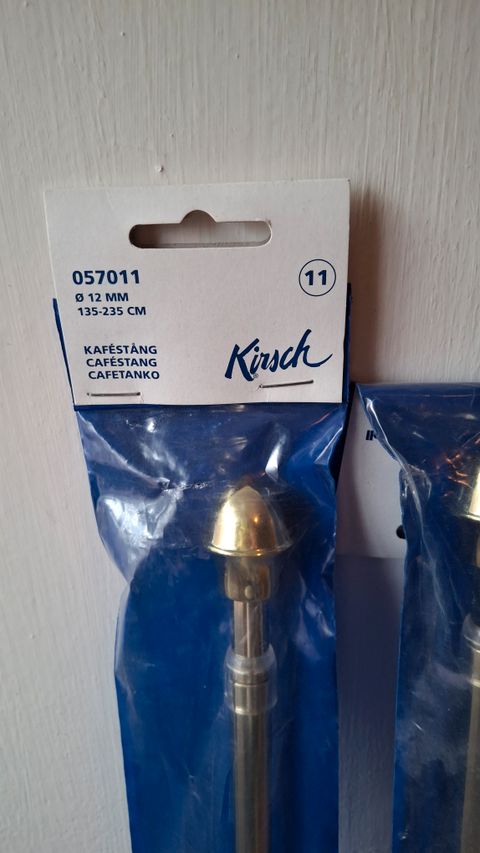 057011
Ø 12 MM
135-235 CM
11
KAFÉSTÅNG
CAFÉSTANG
CAFETANKO
Kirsch